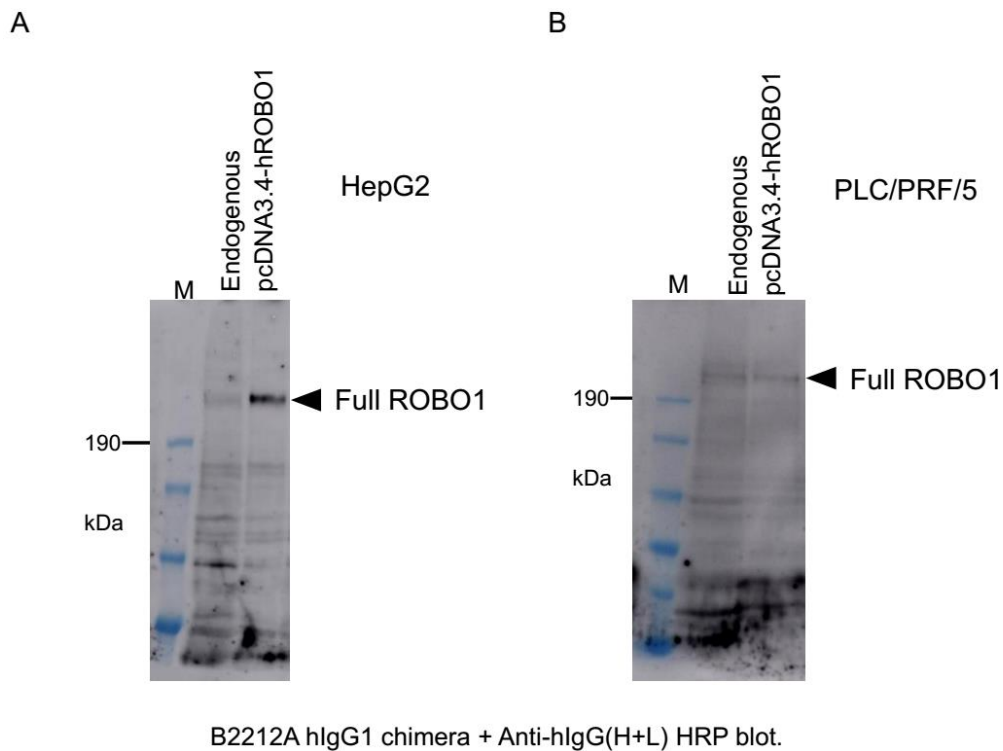 A
B
Endogenous
pcDNA3.4-hROBO1
HepG2
M
Full ROBO1
190
kDa
Endogenous
pcDNA3.4-hROBO1
PLC/PRF/5
M
Full ROBO1
190
kDa
B2212A hIgG1 chimera + Anti-hIgG(H+L) HRP blot.